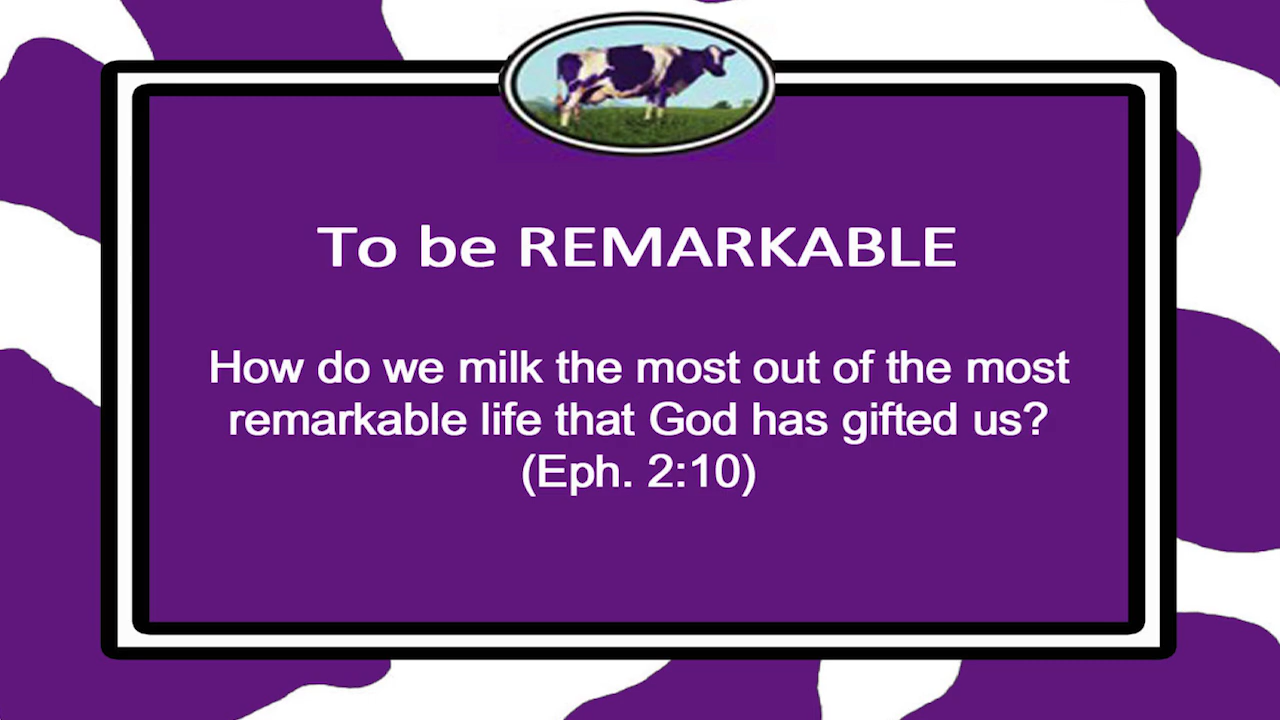 To be REMARKABLE
How do we milk the most out of the most
remarkable life that God has gifted us?
(Eph. 2:10)